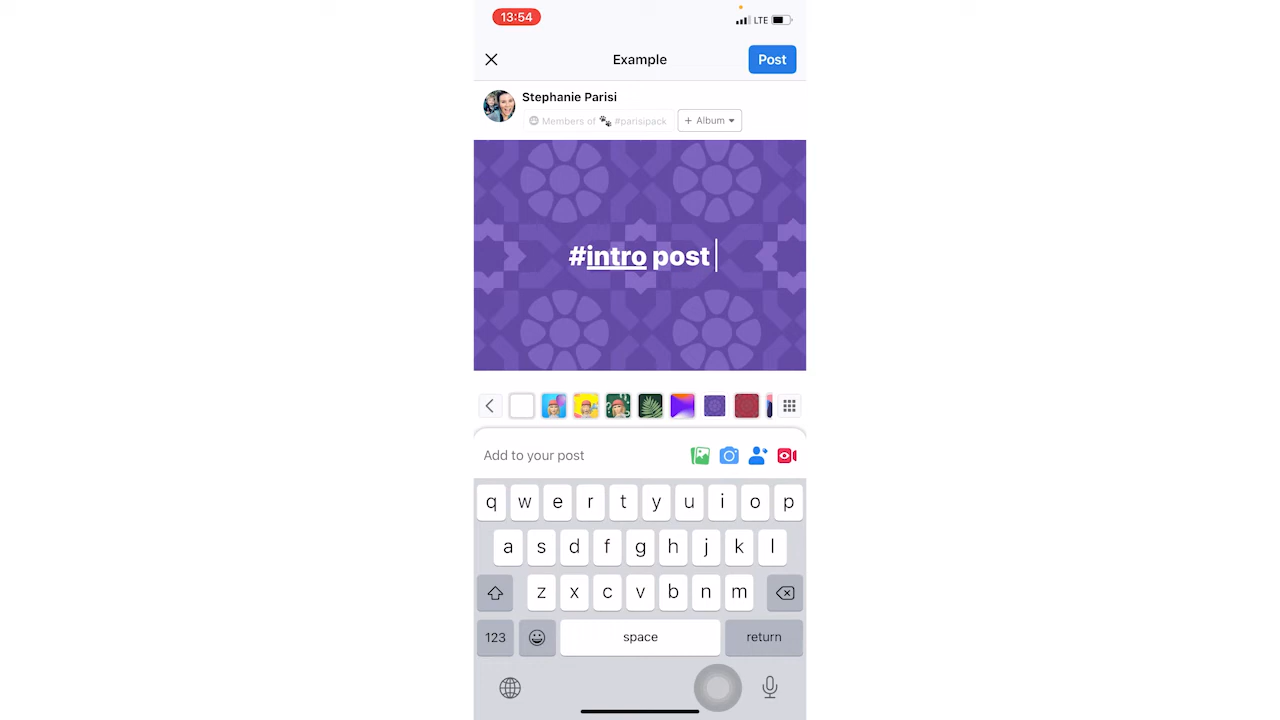 13:54
LTE
Example
Post
Stephanie Parisi
Members of 🐾 #parisipack
+ Album
#intro post
Add to your post
q w e r t y u i o p
a s d f g h j k l
z x c v b n m
123 space return